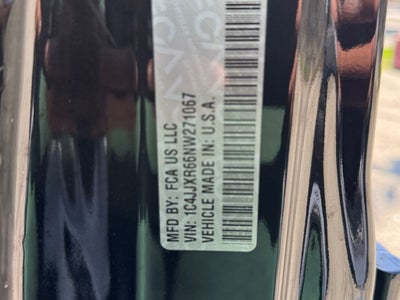 MFD BY: FCA US LLC
VIN: 1C4JJXR66NW271067
VEHICLE MADE IN: U.S.A.